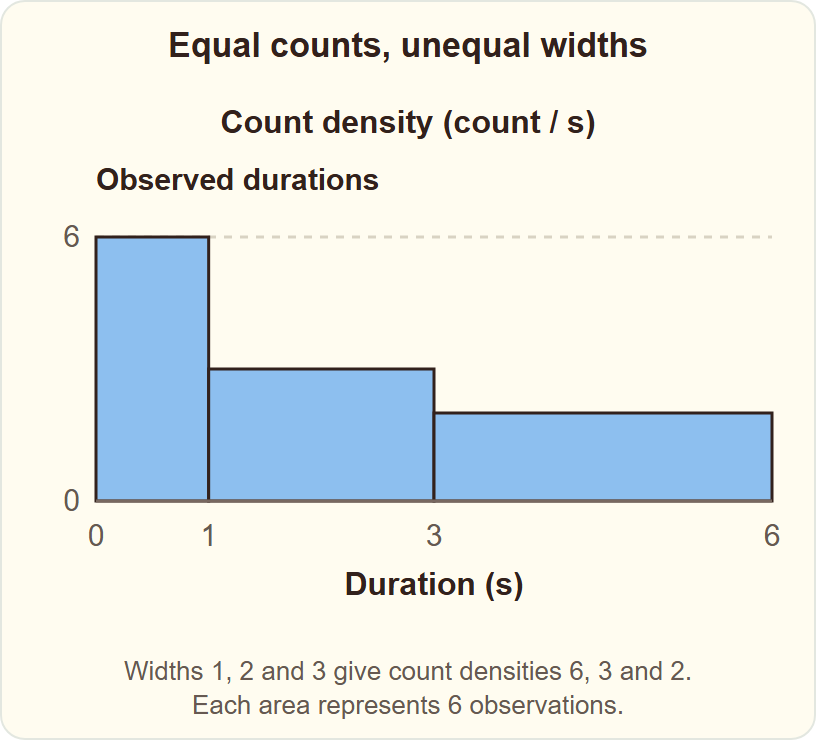 Equal counts, unequal widths
Count density (count / s)
Observed durations
6
0
0 1 3 6
Duration (s)
Widths 1, 2 and 3 give count densities 6, 3 and 2.
Each area represents 6 observations.